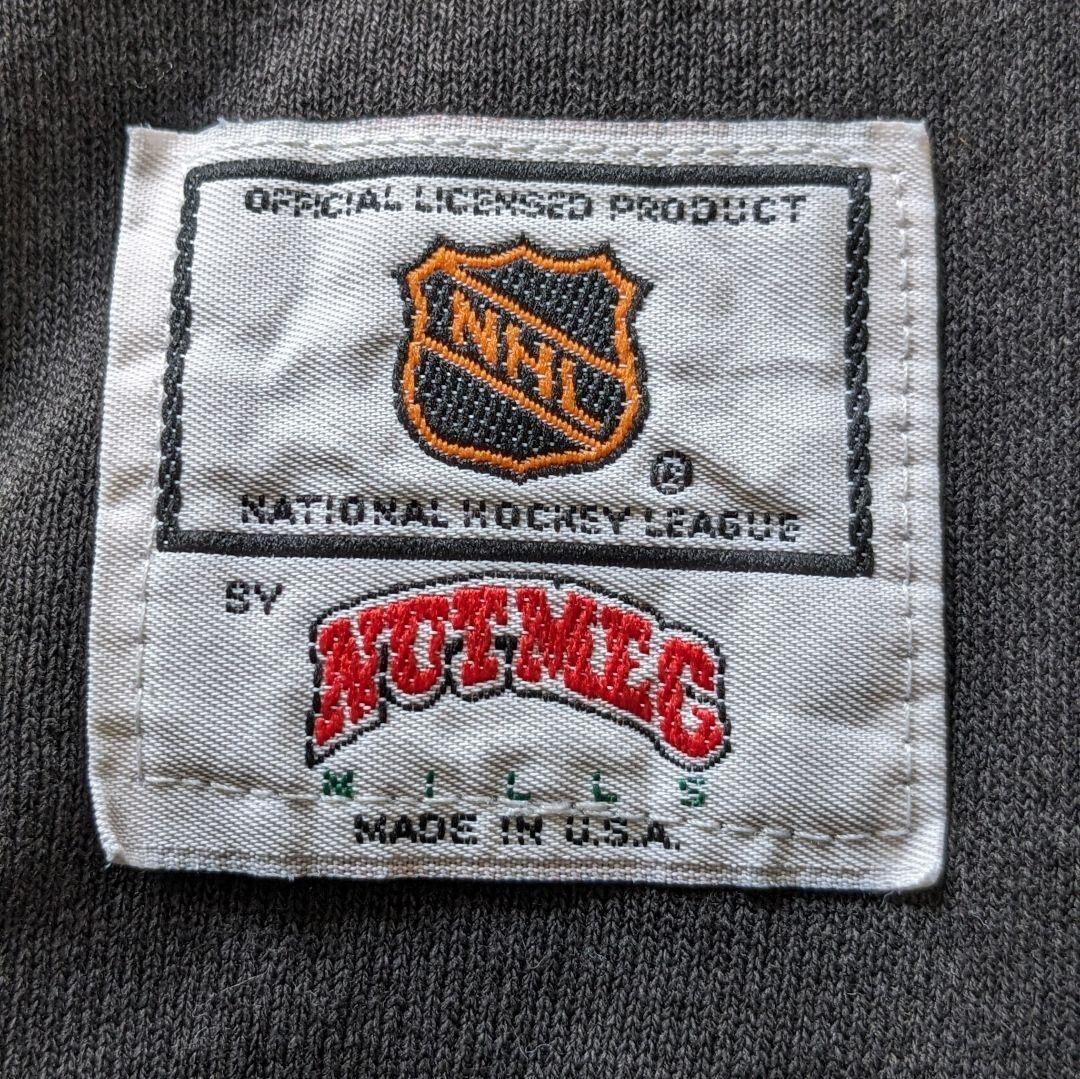 OFFICIAL LICENSED PRODUCT
NHL
®
NATIONAL HOCKEY LEAGUE
BY
NUTMEG
MILLS
MADE IN U.S.A.